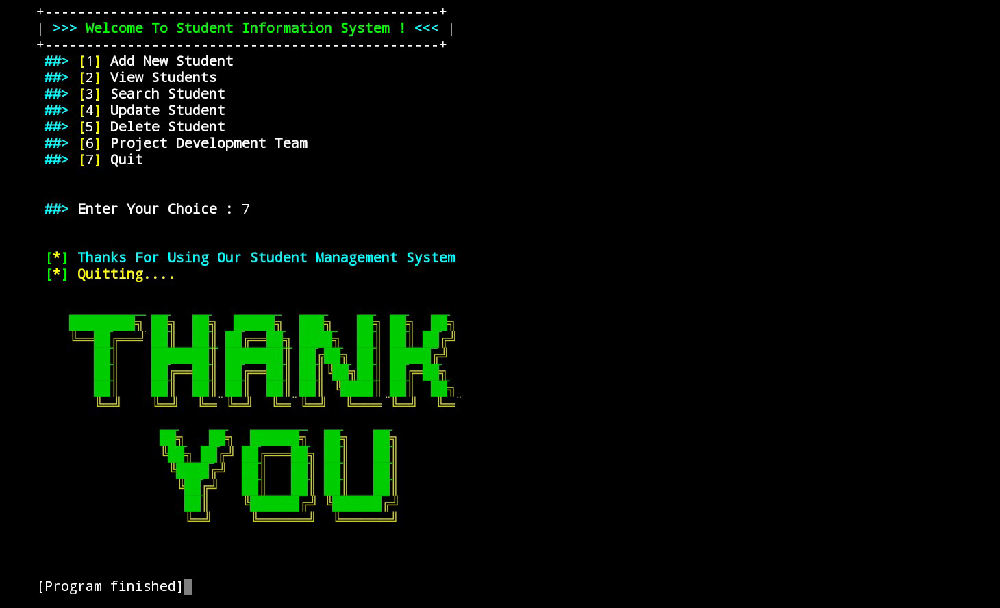 +------------------------------------------------+
| >>> Welcome To Student Information System ! <<< |
+------------------------------------------------+
##> [1] Add New Student
##> [2] View Students
##> [3] Search Student
##> [4] Update Student
##> [5] Delete Student
##> [6] Project Development Team
##> [7] Quit
##> Enter Your Choice : 7
[*] Thanks For Using Our Student Management System
[*] Quitting....
THANK
YOU
[Program finished]